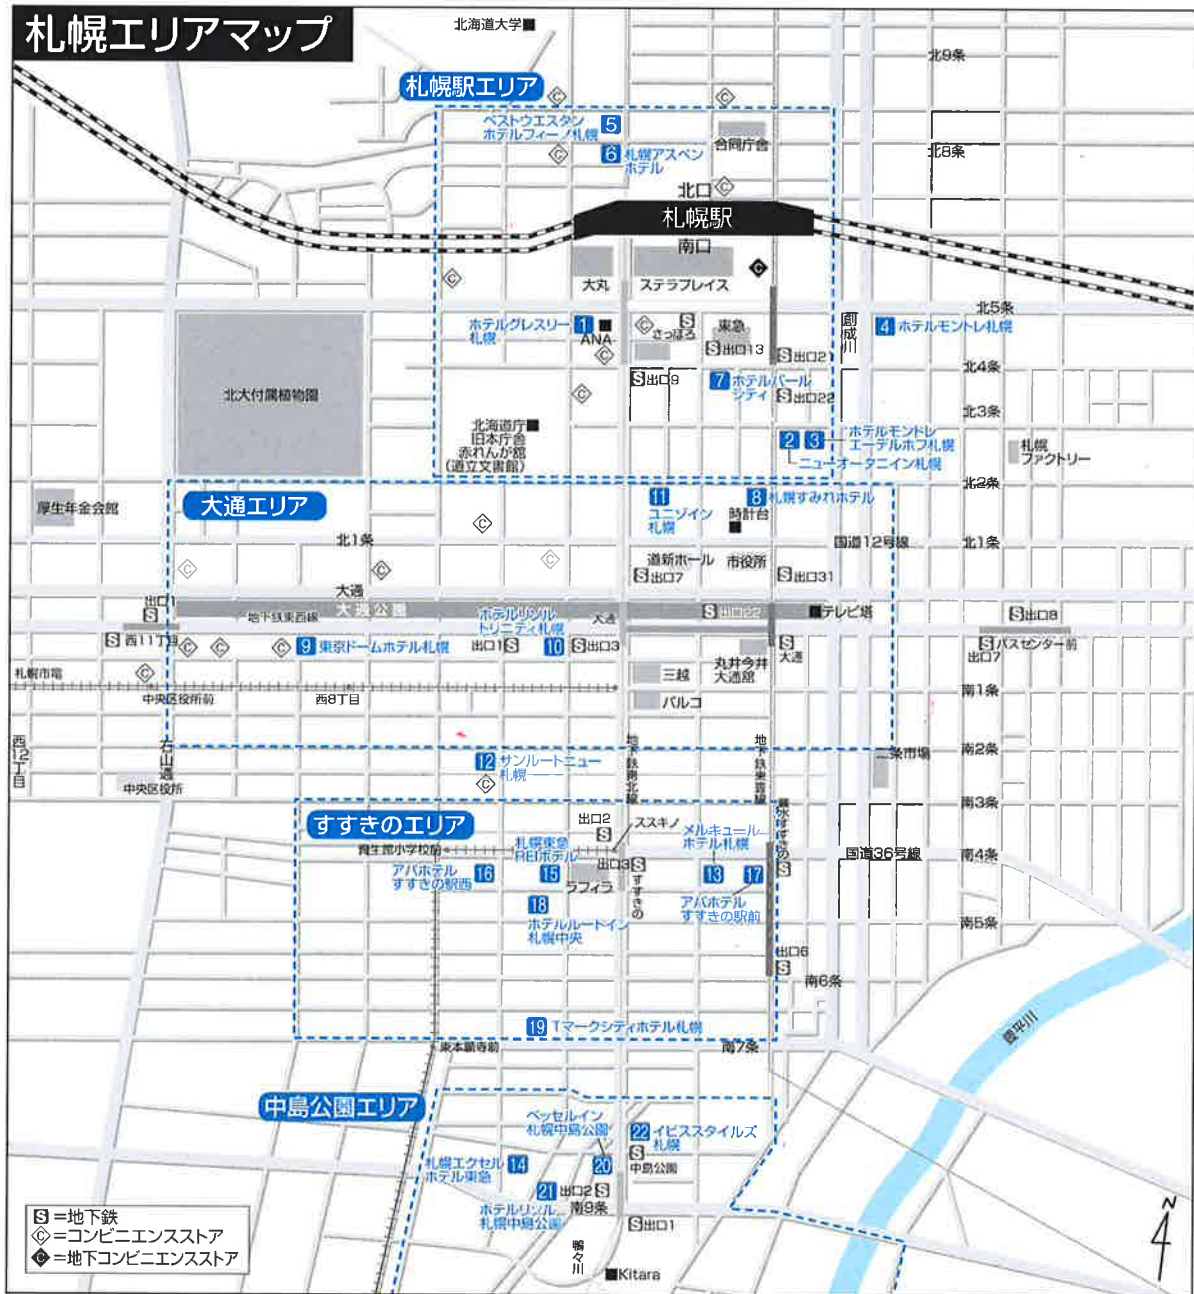 札幌エリアマップ
北海道大学
北9条
札幌駅エリア
ベストウエスタン
ホテルフィーノ札幌
5
合同庁舎
北8条
6
札幌アスペン
ホテル
北口
札幌駅
南口
大丸
ステラプレイス
北5条
ホテルグレスリー
札幌
1
ANA
さっぽろ
東急
創成川
4
ホテルモントレ札幌
S出口13
S出口21
北4条
S出口9
7
ホテルパール
シティ
S出口22
北大付属植物園
北3条
北海道庁
旧本庁舎
赤れんが館
(道立文書館)
2
3
ホテルモントレ
エーデルホフ札幌
ニューオータニイン札幌
札幌
ファクトリー
北2条
大通エリア
11
ユニゾイン
札幌
8
札幌すみれホテル
時計台
厚生年金会館
北1条
国道12号線
北1条
道新ホール
市役所
S出口7
S出口31
大通
出口1
S
大通公園
地下鉄東西線
ホテルリソル
トリニティ札幌
大通
S出口22
テレビ塔
S出口8
S西11丁目
9
東京ドームホテル札幌
出口1S
10
S出口3
S
大通
Sバスセンター前
出口7
丸井今井
大通館
三越
札幌市電
中央区役所前
西8丁目
パルコ
南1条
西12丁目
石山通
地下鉄南北線
地下鉄東豊線
二条市場
南2条
12
サンルートニュー
札幌
中央区役所
南3条
すすきのエリア
出口2
S
ススキノ
豊水すすきの
S
資生館小学校前
札幌東急
REIホテル
メルキュール
ホテル札幌
国道36号線
南4条
アパホテル
すすきの駅西
16
15
出口3S
すすきの
ラフィラ
13
17
18
ホテルルートイン
札幌中央
アパホテル
すすきの駅前
南5条
出口6
S
南6条
19
Tマークシティホテル札幌
豊平川
東本願寺前
南7条
中島公園エリア
ベッセルイン
札幌中島公園
22
イビススタイルズ
札幌
S
中島公園
札幌エクセル
ホテル東急
14
20
21
出口2S
南9条
ホテルリソル
札幌中島公園
S出口1
鴨々川
Kitara
N
S=地下鉄
C=コンビニエンスストア
C=地下コンビニエンスストア